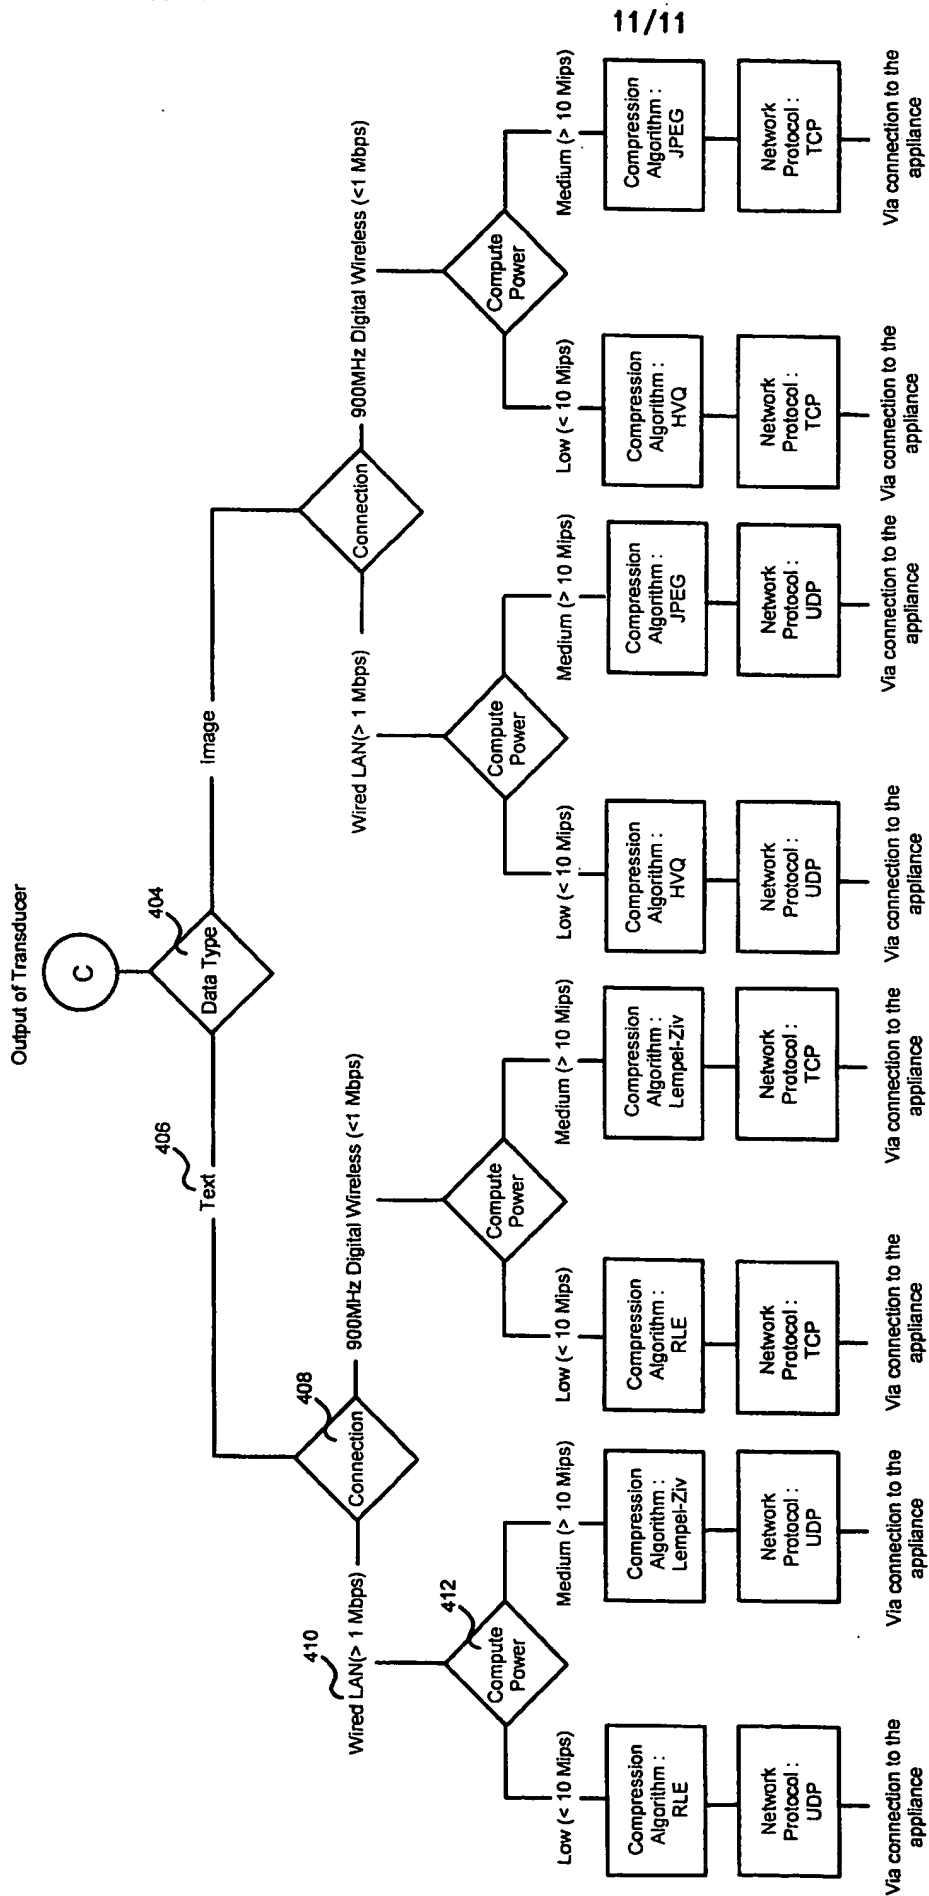 11/11
Output of Transducer
C
404
Data Type
406
Text
Image
408
Connection
Connection
410
Wired LAN(> 1 Mbps)
900MHz Digital Wireless (<1 Mbps)
Wired LAN(> 1 Mbps)
900MHz Digital Wireless (<1 Mbps)
412
Compute
Power
Compute
Power
Compute
Power
Compute
Power
Low (< 10 Mips)
Medium (> 10 Mips)
Low (< 10 Mips)
Medium (> 10 Mips)
Low (< 10 Mips)
Medium (> 10 Mips)
Low (< 10 Mips)
Medium (> 10 Mips)
Compression
Algorithm :
RLE
Compression
Algorithm :
Lempel-Ziv
Compression
Algorithm :
RLE
Compression
Algorithm :
Lempel-Ziv
Compression
Algorithm :
HVQ
Compression
Algorithm :
JPEG
Compression
Algorithm :
HVQ
Compression
Algorithm :
JPEG
Network
Protocol :
UDP
Network
Protocol :
UDP
Network
Protocol :
TCP
Network
Protocol :
TCP
Network
Protocol :
UDP
Network
Protocol :
UDP
Network
Protocol :
TCP
Network
Protocol :
TCP
Via connection to the
appliance
Via connection to the
appliance
Via connection to the
appliance
Via connection to the
appliance
Via connection to the
appliance
Via connection to the
appliance
Via connection to the
appliance
Via connection to the
appliance